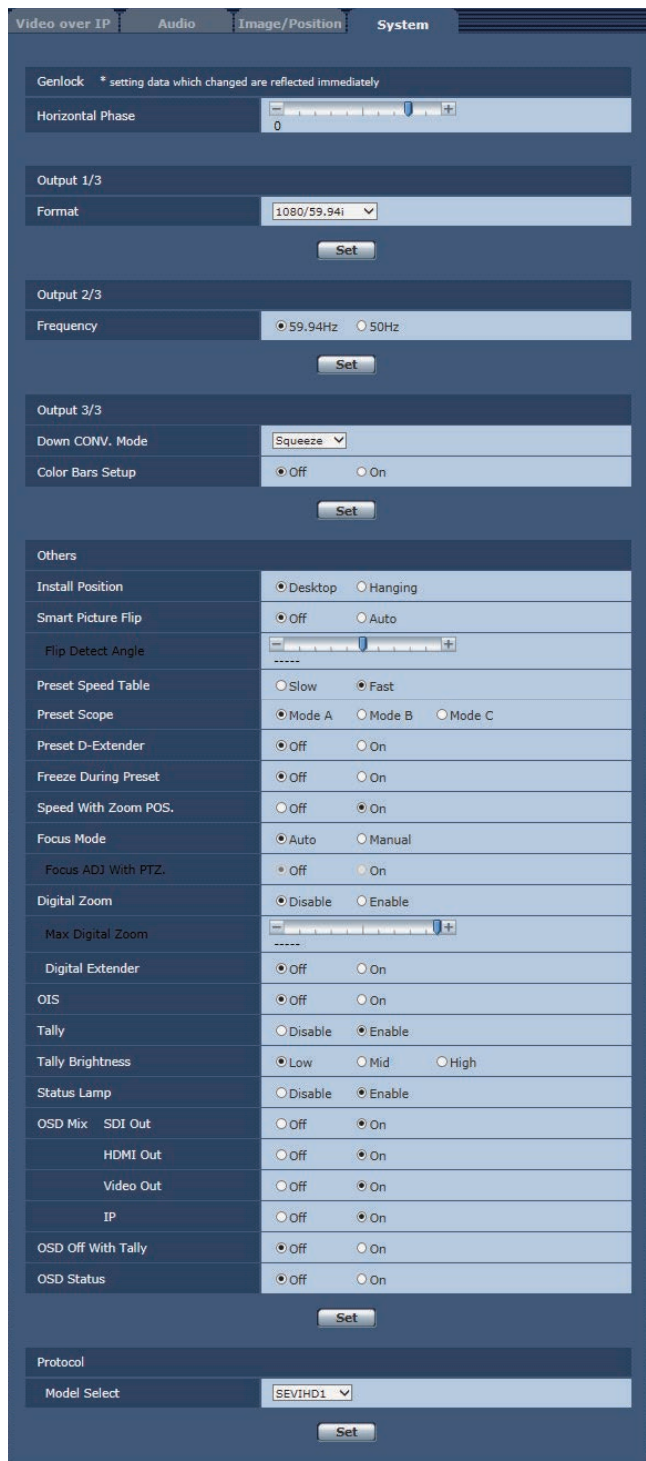 Video over IP Audio Image/Position System
Genlock * setting data which changed are reflected immediately
Horizontal Phase - +
0
Output 1/3
Format 1080/59.94i
Set
Output 2/3
Frequency 59.94Hz 50Hz
Set
Output 3/3
Down CONV. Mode Squeeze
Color Bars Setup Off On
Set
Others
Install Position Desktop Hanging
Smart Picture Flip Off Auto
Flip Detect Angle - +
-----
Preset Speed Table Slow Fast
Preset Scope Mode A Mode B Mode C
Preset D-Extender Off On
Freeze During Preset Off On
Speed With Zoom POS. Off On
Focus Mode Auto Manual
Focus ADJ With PTZ. Off On
Digital Zoom Disable Enable
Max Digital Zoom - +
-----
Digital Extender Off On
OIS Off On
Tally Disable Enable
Tally Brightness Low Mid High
Status Lamp Disable Enable
OSD Mix SDI Out Off On
HDMI Out Off On
Video Out Off On
IP Off On
OSD Off With Tally Off On
OSD Status Off On
Set
Protocol
Model Select SEVIHD1
Set